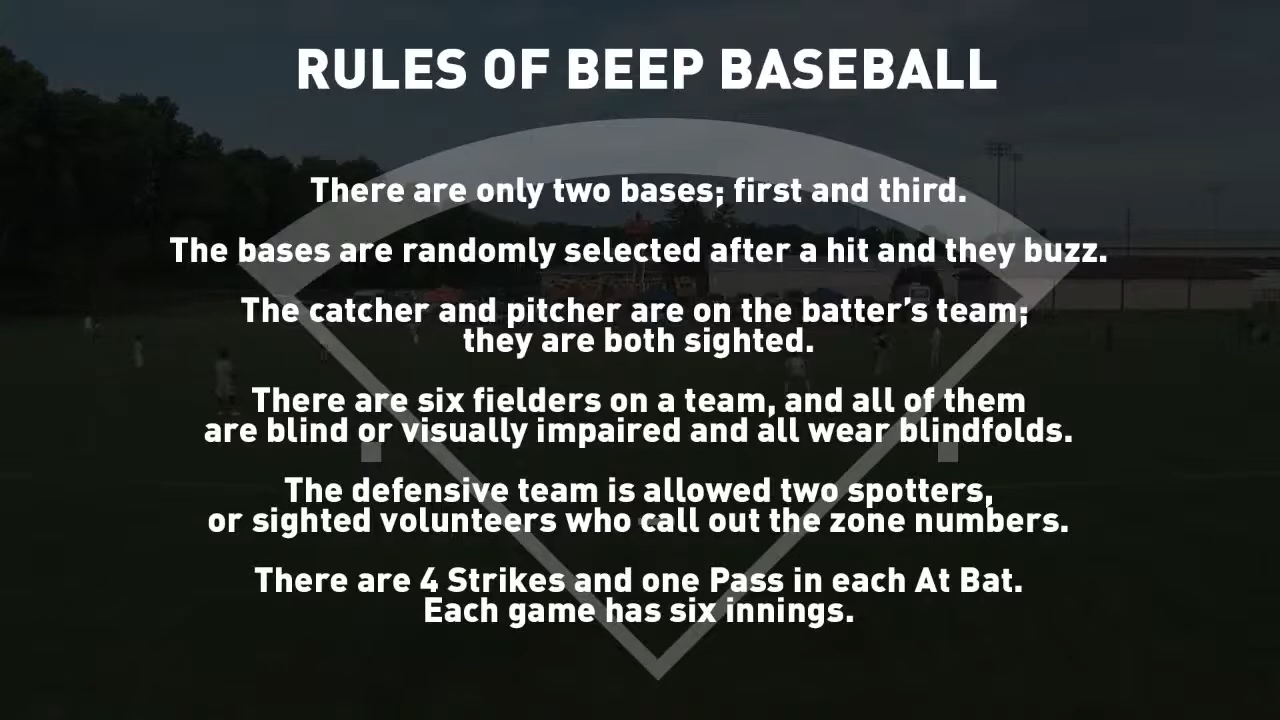 RULES OF BEEP BASEBALL
There are only two bases; first and third.
The bases are randomly selected after a hit and they buzz.
The catcher and pitcher are on the batter’s team;
they are both sighted.
There are six fielders on a team, and all of them
are blind or visually impaired and all wear blindfolds.
The defensive team is allowed two spotters,
or sighted volunteers who call out the zone numbers.
There are 4 Strikes and one Pass in each At Bat.
Each game has six innings.